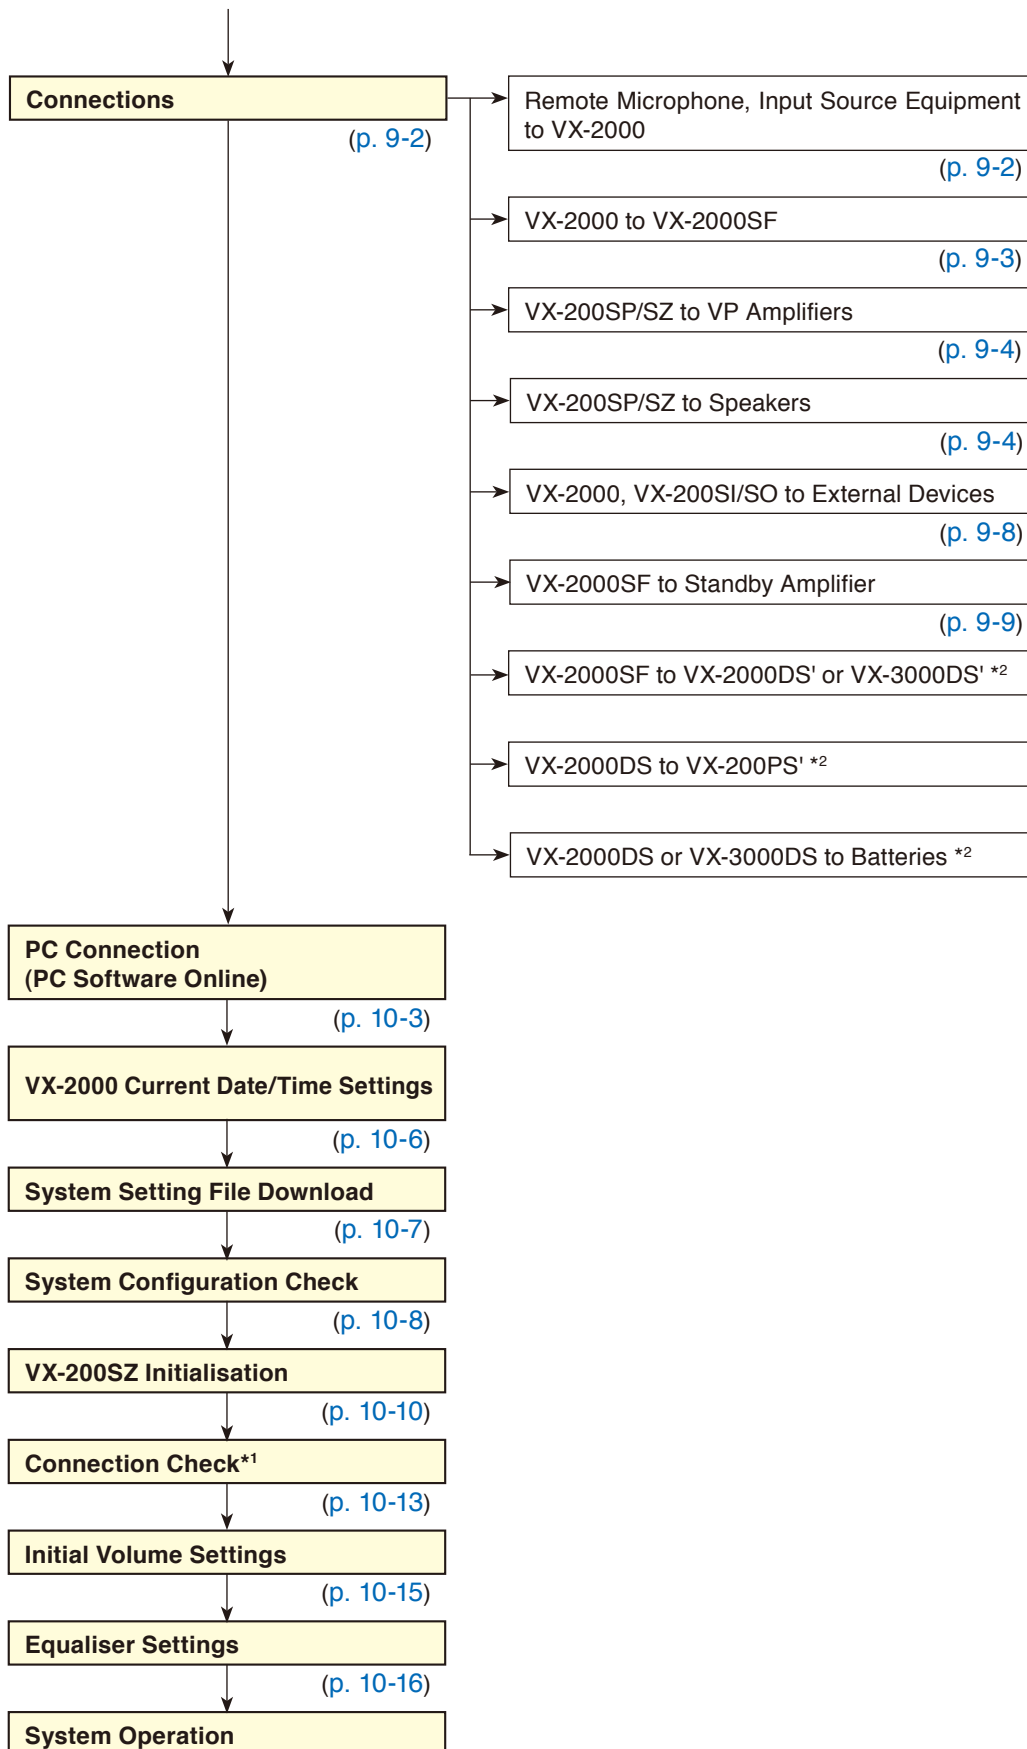 Connections
(p. 9-2)
Remote Microphone, Input Source Equipment
to VX-2000
(p. 9-2)
VX-2000 to VX-2000SF
(p. 9-3)
VX-200SP/SZ to VP Amplifiers
(p. 9-4)
VX-200SP/SZ to Speakers
(p. 9-4)
VX-2000, VX-200SI/SO to External Devices
(p. 9-8)
VX-2000SF to Standby Amplifier
(p. 9-9)
VX-2000SF to VX-2000DS' or VX-3000DS' *2
VX-2000DS to VX-200PS' *2
VX-2000DS or VX-3000DS to Batteries *2
PC Connection
(PC Software Online)
(p. 10-3)
VX-2000 Current Date/Time Settings
(p. 10-6)
System Setting File Download
(p. 10-7)
System Configuration Check
(p. 10-8)
VX-200SZ Initialisation
(p. 10-10)
Connection Check*1
(p. 10-13)
Initial Volume Settings
(p. 10-15)
Equaliser Settings
(p. 10-16)
System Operation